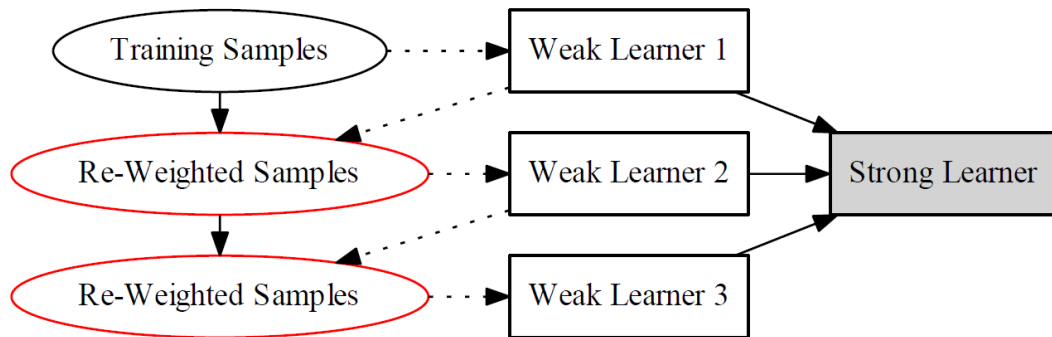 Training Samples
Weak Learner 1
Re-Weighted Samples
Weak Learner 2
Strong Learner
Re-Weighted Samples
Weak Learner 3